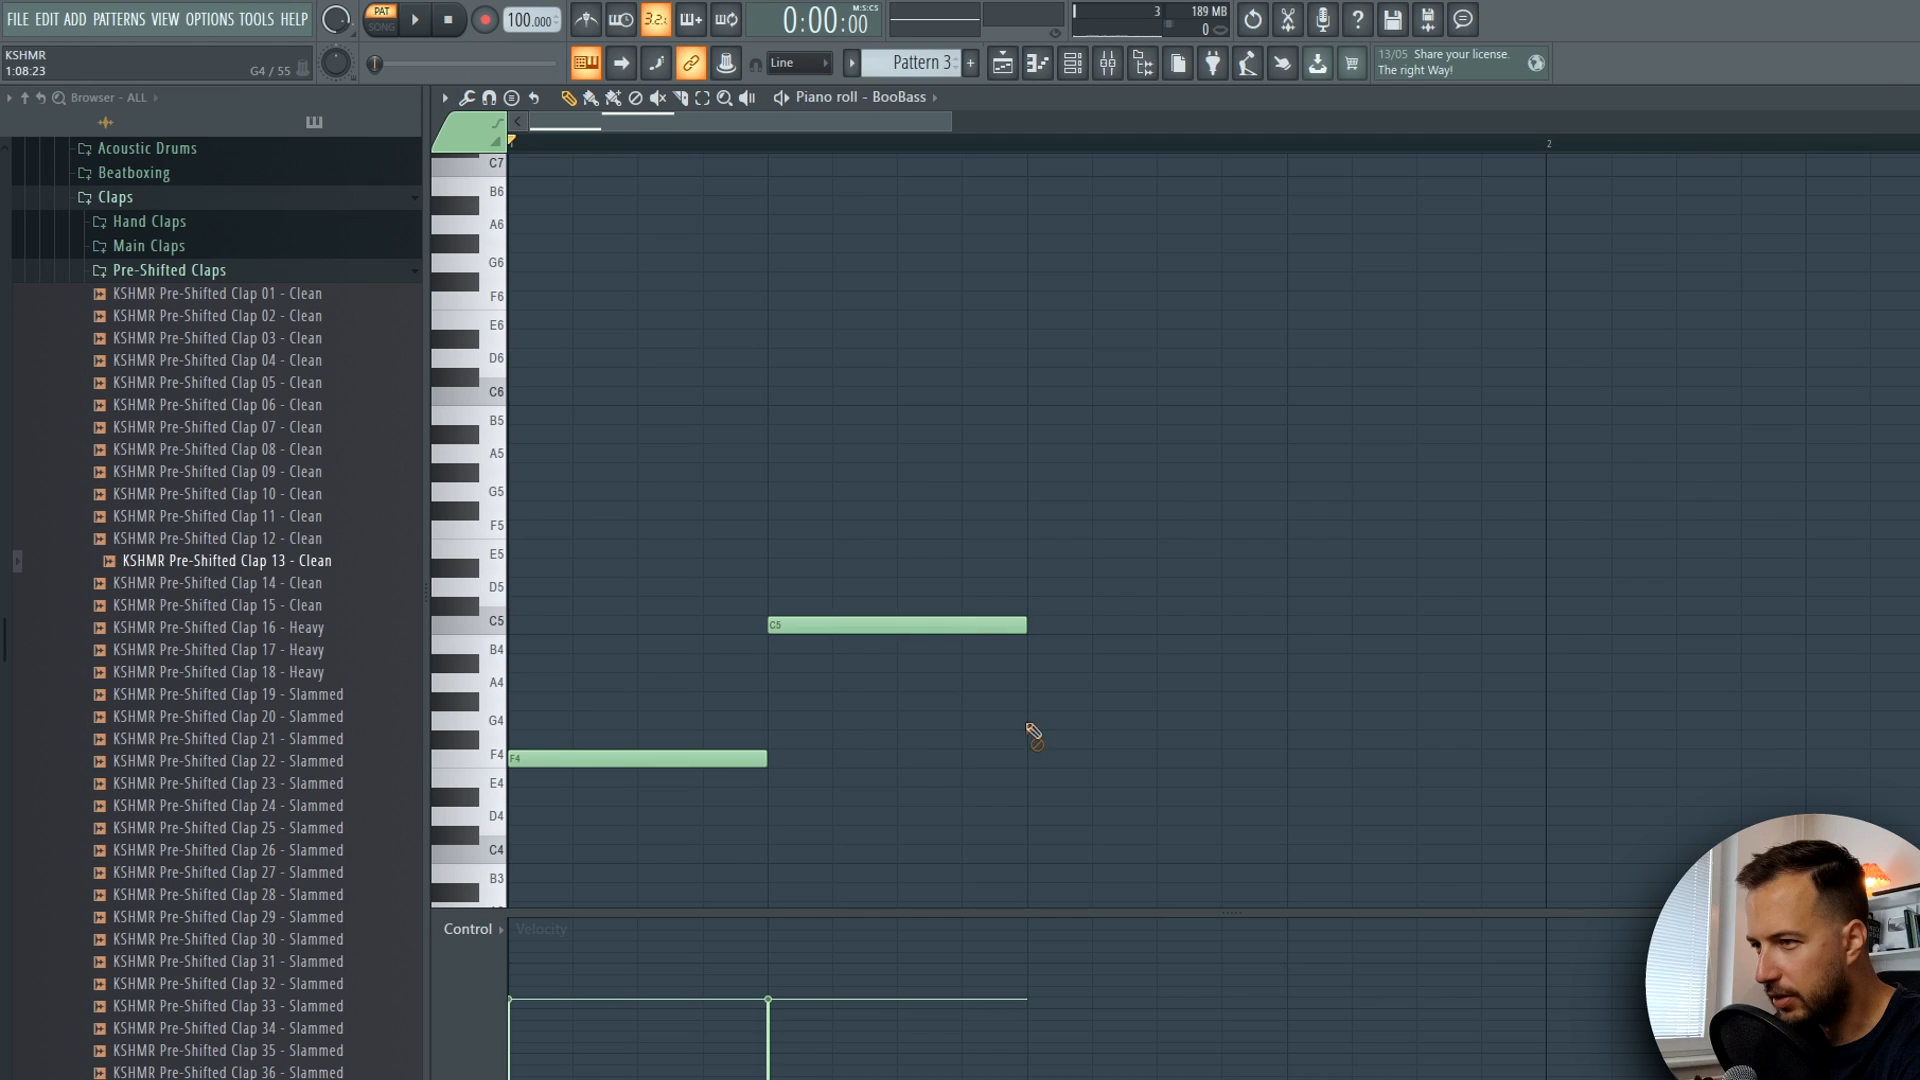 FILE EDIT ADD PATTERNS VIEW OPTIONS TOOLS HELP
PAT
SONG
100.000
3.2.
0:00:00
M:S:CS
3
189 MB
0
KSHMR
1:08:23
G4 / 55
Line
Pattern 3
+
13/05 Share your license.
The right Way!
Browser - ALL
Piano roll - BooBass
Acoustic Drums
Beatboxing
Claps
Hand Claps
Main Claps
Pre-Shifted Claps
KSHMR Pre-Shifted Clap 01 - Clean
KSHMR Pre-Shifted Clap 02 - Clean
KSHMR Pre-Shifted Clap 03 - Clean
KSHMR Pre-Shifted Clap 04 - Clean
KSHMR Pre-Shifted Clap 05 - Clean
KSHMR Pre-Shifted Clap 06 - Clean
KSHMR Pre-Shifted Clap 07 - Clean
KSHMR Pre-Shifted Clap 08 - Clean
KSHMR Pre-Shifted Clap 09 - Clean
KSHMR Pre-Shifted Clap 10 - Clean
KSHMR Pre-Shifted Clap 11 - Clean
KSHMR Pre-Shifted Clap 12 - Clean
KSHMR Pre-Shifted Clap 13 - Clean
KSHMR Pre-Shifted Clap 14 - Clean
KSHMR Pre-Shifted Clap 15 - Clean
KSHMR Pre-Shifted Clap 16 - Heavy
KSHMR Pre-Shifted Clap 17 - Heavy
KSHMR Pre-Shifted Clap 18 - Heavy
KSHMR Pre-Shifted Clap 19 - Slammed
KSHMR Pre-Shifted Clap 20 - Slammed
KSHMR Pre-Shifted Clap 21 - Slammed
KSHMR Pre-Shifted Clap 22 - Slammed
KSHMR Pre-Shifted Clap 23 - Slammed
KSHMR Pre-Shifted Clap 24 - Slammed
KSHMR Pre-Shifted Clap 25 - Slammed
KSHMR Pre-Shifted Clap 26 - Slammed
KSHMR Pre-Shifted Clap 27 - Slammed
KSHMR Pre-Shifted Clap 28 - Slammed
KSHMR Pre-Shifted Clap 29 - Slammed
KSHMR Pre-Shifted Clap 30 - Slammed
KSHMR Pre-Shifted Clap 31 - Slammed
KSHMR Pre-Shifted Clap 32 - Slammed
KSHMR Pre-Shifted Clap 33 - Slammed
KSHMR Pre-Shifted Clap 34 - Slammed
KSHMR Pre-Shifted Clap 35 - Slammed
KSHMR Pre-Shifted Clap 36 - Slammed
2
C7
B6
A6
G6
F6
E6
D6
C6
B5
A5
G5
F5
E5
D5
C5
C5
B4
A4
G4
F4
F4
E4
D4
C4
B3
Control
Velocity